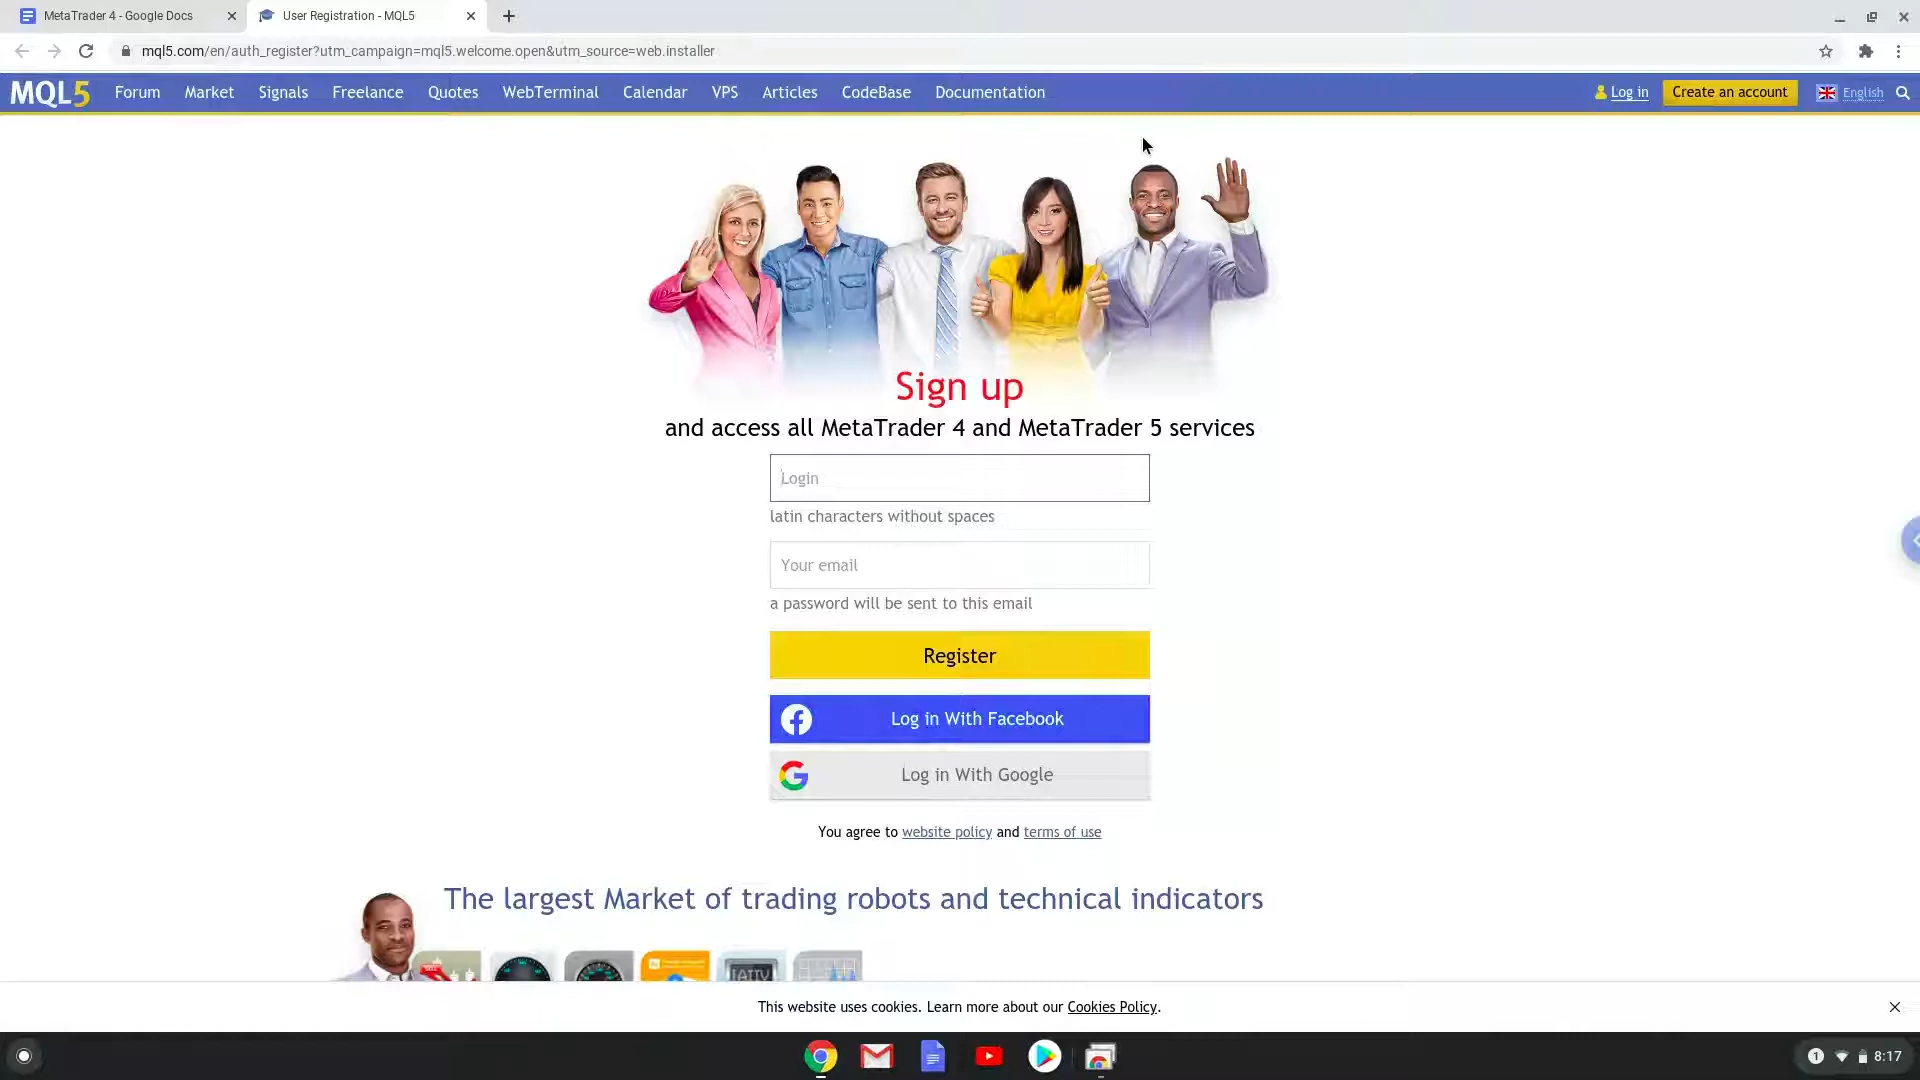 MetaTrader 4 - Google Docs
User Registration - MQL5
mql5.com/en/auth_register?utm_campaign=mql5.welcome.open&utm_source=web.installer
MQL5 Forum Market Signals Freelance Quotes WebTerminal Calendar VPS Articles CodeBase Documentation Log in Create an account English
Sign up
and access all MetaTrader 4 and MetaTrader 5 services
Login
latin characters without spaces
Your email
a password will be sent to this email
Register
Log in With Facebook
Log in With Google
You agree to website policy and terms of use
The largest Market of trading robots and technical indicators
This website uses cookies. Learn more about our Cookies Policy.
1 8:17